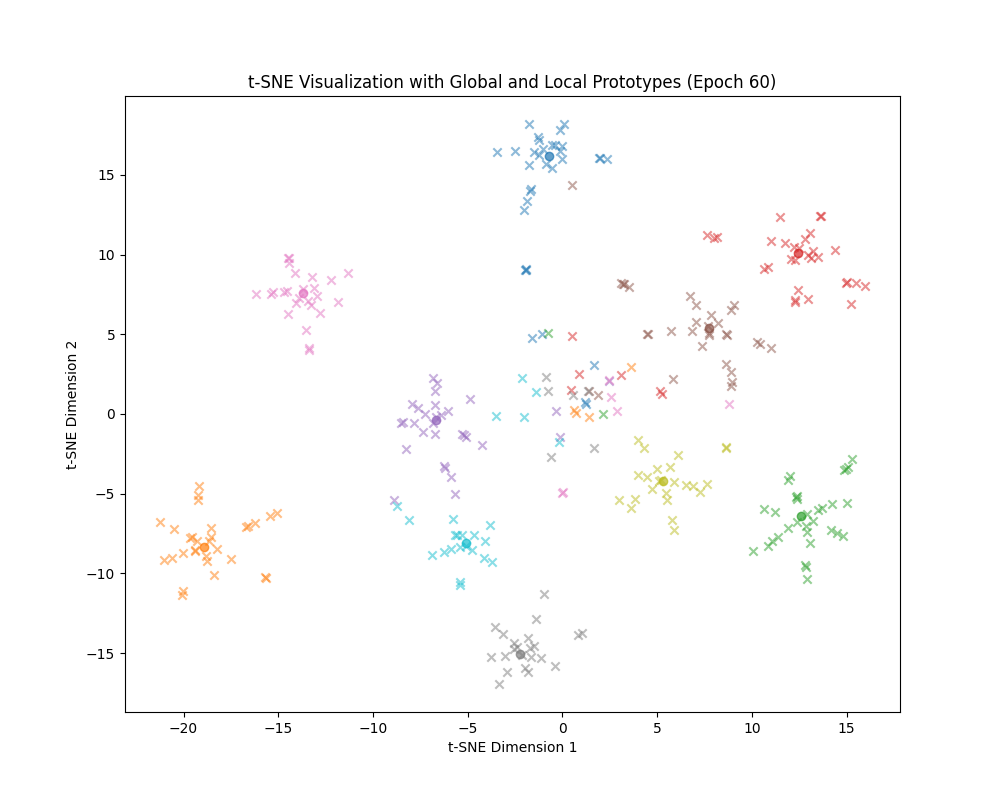 t-SNE Visualization with Global and Local Prototypes (Epoch 60)
t-SNE Dimension 2
15
10
5
0
−5
−10
−15
−20 −15 −10 −5 0 5 10 15
t-SNE Dimension 1